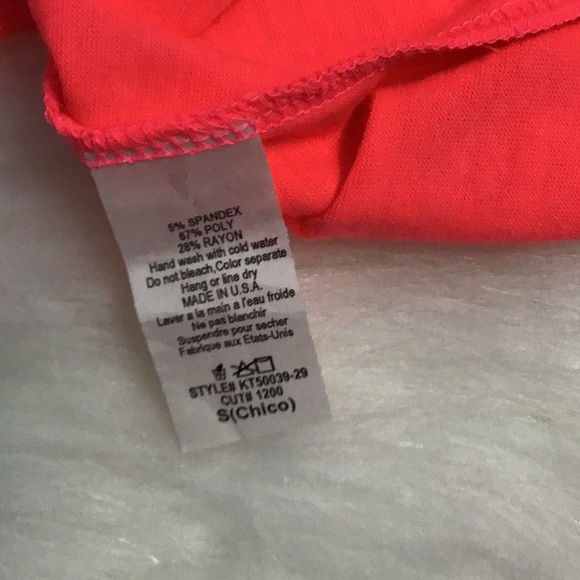 5% SPANDEX
67% POLY
28% RAYON
Hand wash with cold water
Do not bleach,Color separate
Hang or line dry
MADE IN U.S.A.
Laver a la main a l'eau froide
Ne pas blanchir
Suspendre pour secher
Fabrique aux Etats-Unis
STYLE# KT50039-29
CUT# 1200
S(Chico)